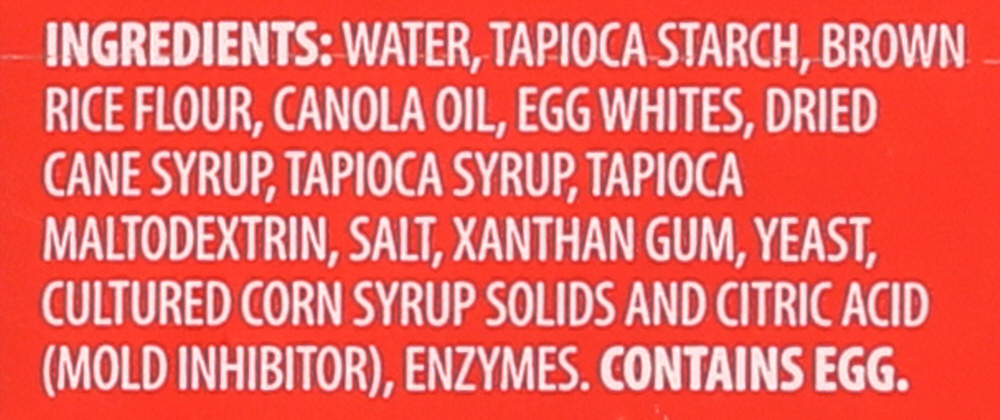 INGREDIENTS: WATER, TAPIOCA STARCH, BROWN
RICE FLOUR, CANOLA OIL, EGG WHITES, DRIED
CANE SYRUP, TAPIOCA SYRUP, TAPIOCA
MALTODEXTRIN, SALT, XANTHAN GUM, YEAST,
CULTURED CORN SYRUP SOLIDS AND CITRIC ACID
(MOLD INHIBITOR), ENZYMES. CONTAINS EGG.